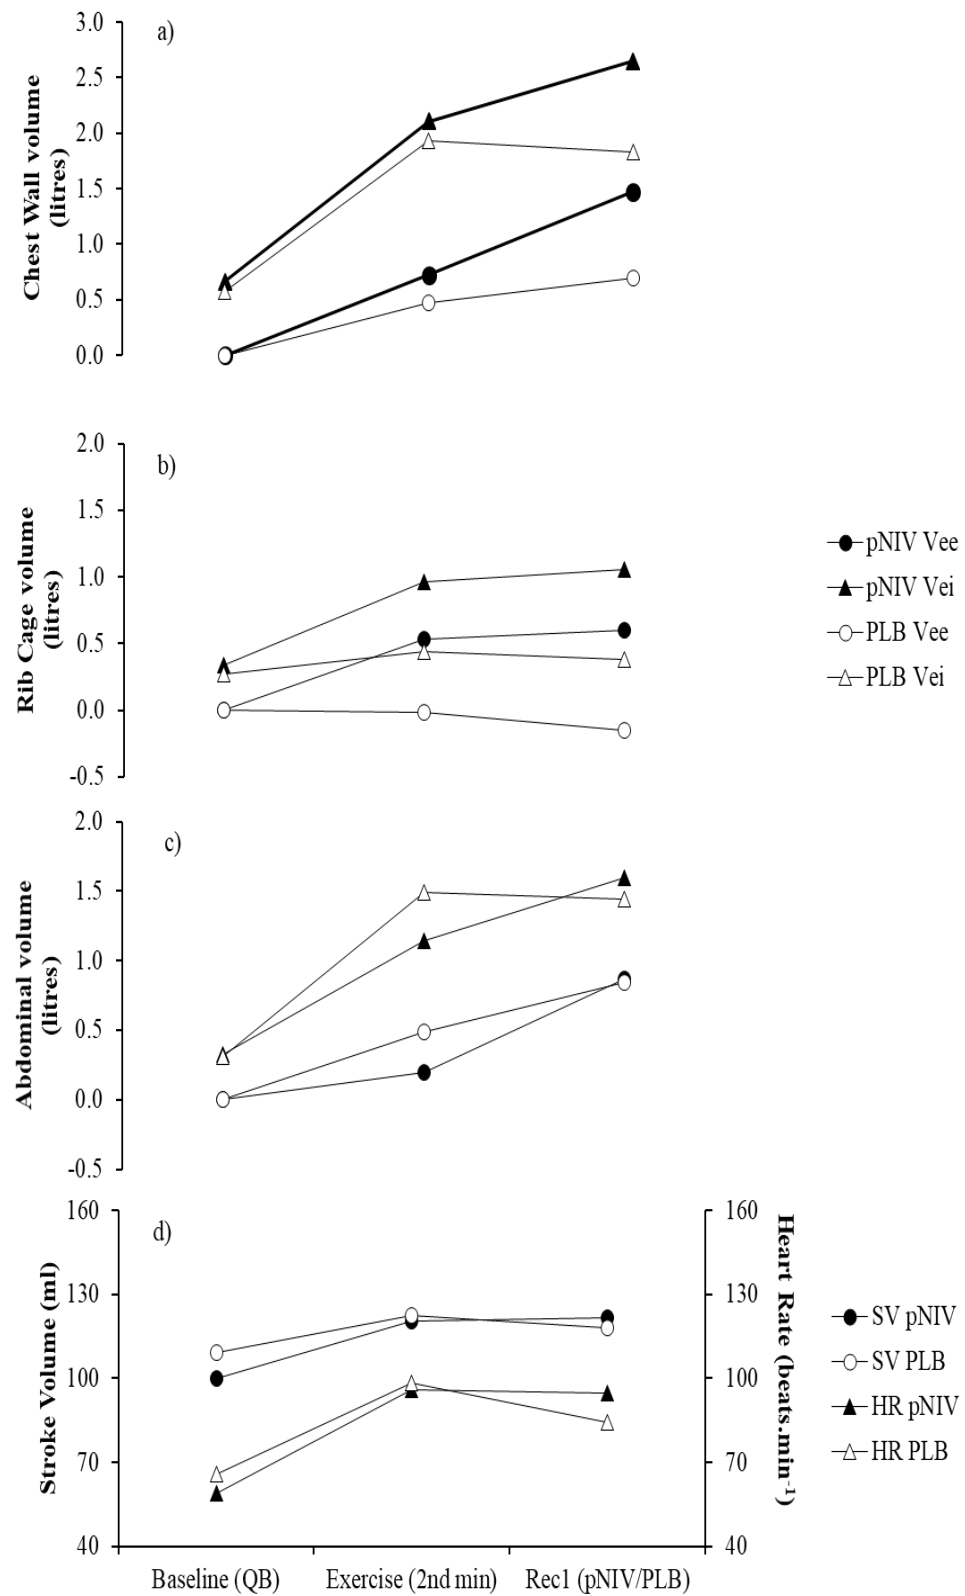 a)
3.0
2.5
2.0
1.5
1.0
0.5
0.0
Chest Wall volume
(litres)
b)
2.0
1.5
1.0
0.5
0.0
-0.5
Rib Cage volume
(litres)
pNIV Vee
pNIV Vei
PLB Vee
PLB Vei
c)
2.0
1.5
1.0
0.5
0.0
-0.5
Abdominal volume
(litres)
d)
160
130
100
70
40
Stroke Volume (ml)
160
130
100
70
40
Heart Rate (beats.min⁻¹)
SV pNIV
SV PLB
HR pNIV
HR PLB
Baseline (QB) Exercise (2nd min) Rec1 (pNIV/PLB)